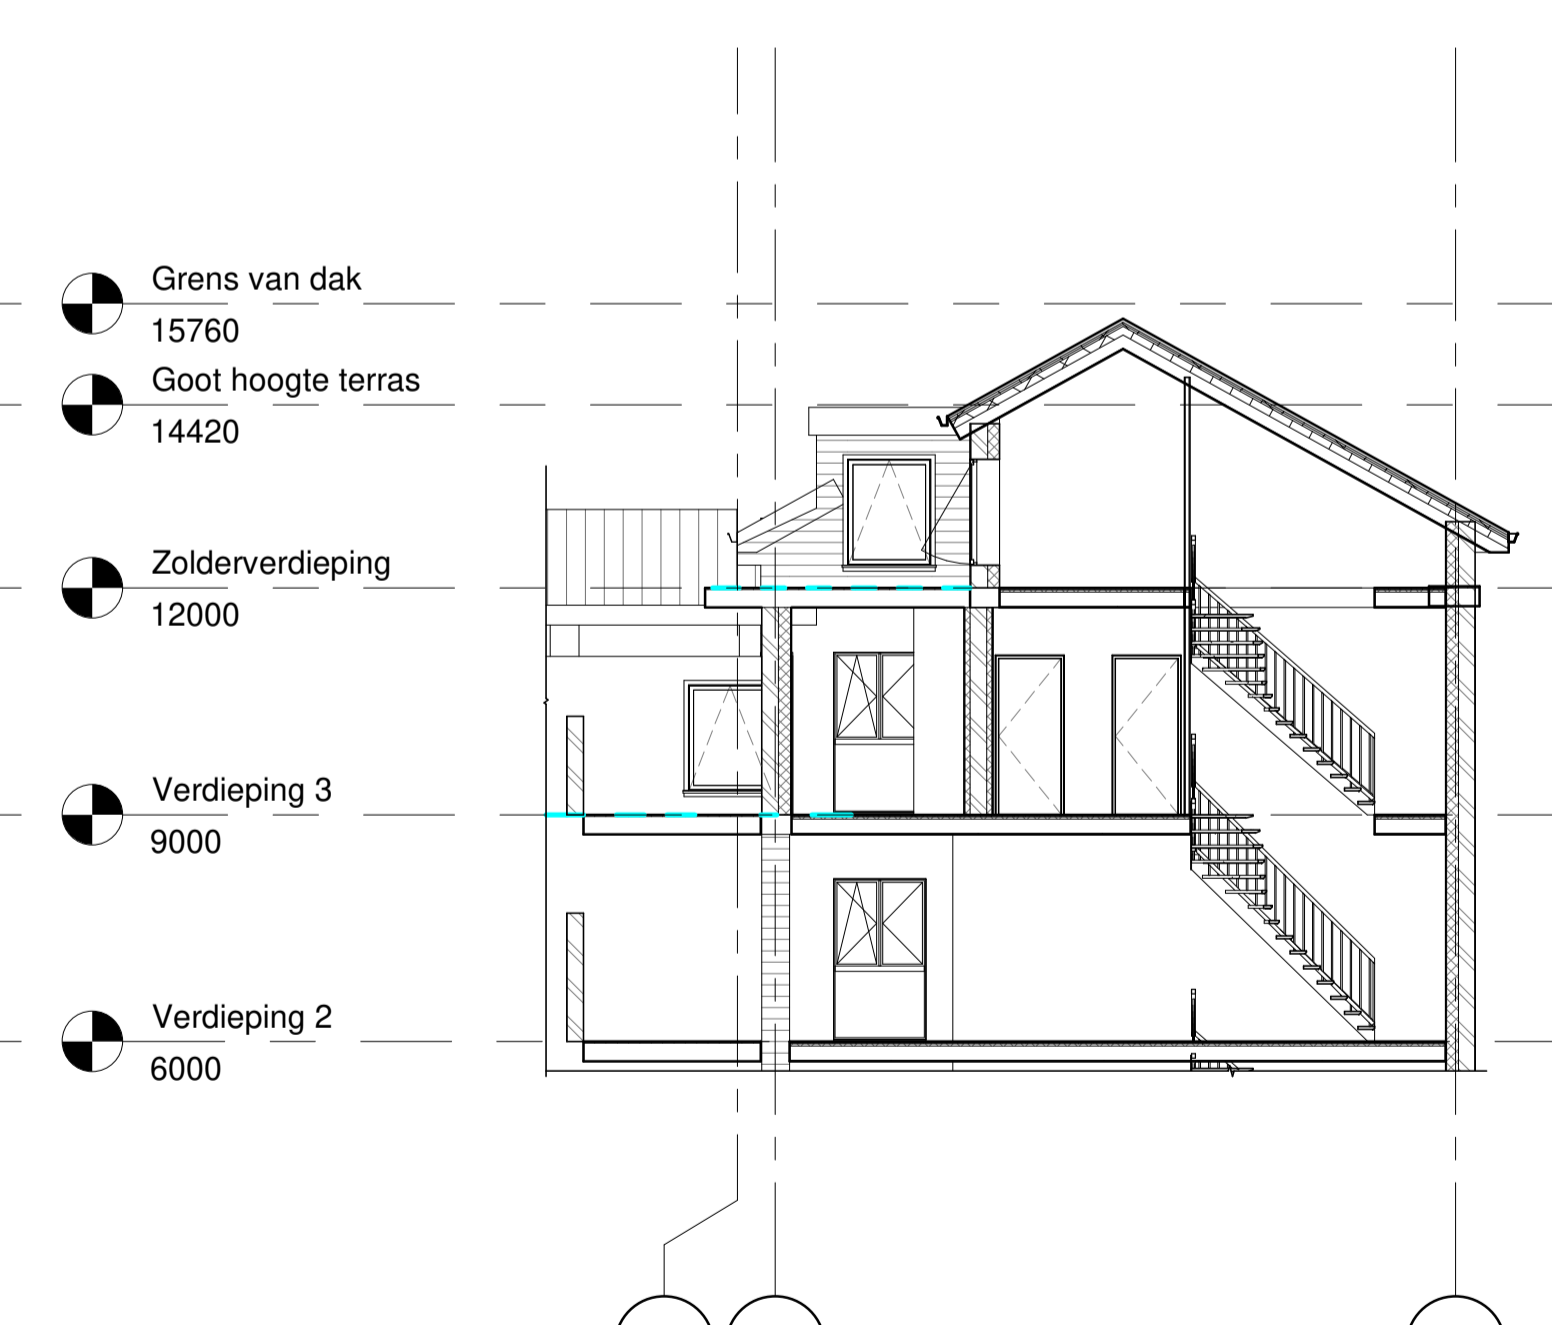 Grens van dak
15760
Goot hoogte terras
14420
Zolderverdieping
12000
Verdieping 3
9000
Verdieping 2
6000